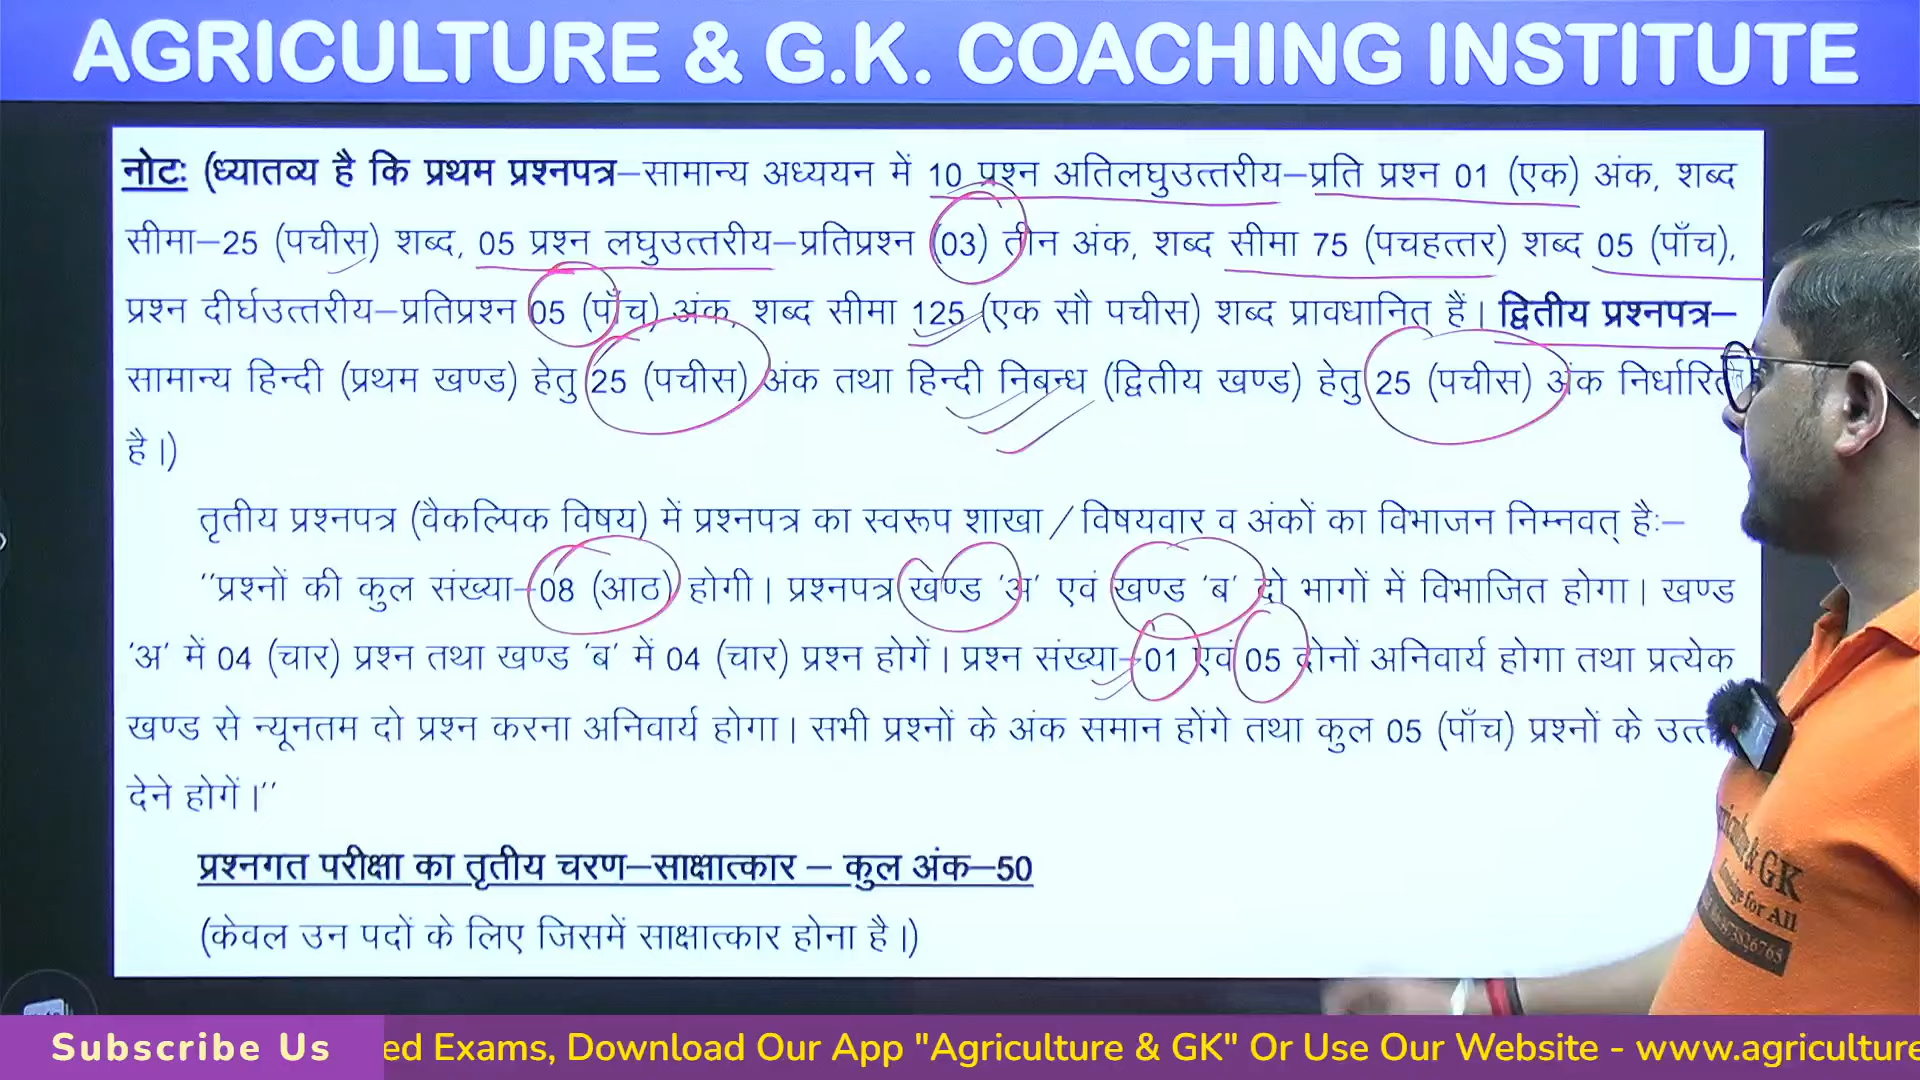 AGRICULTURE & G.K. COACHING INSTITUTE
नोटः (ध्यातव्य है कि प्रथम प्रश्नपत्र–सामान्य अध्ययन में 10 प्रश्न अतिलघुउत्तरीय–प्रति प्रश्न 01 (एक) अंक, शब्द
सीमा–25 (पचीस) शब्द, 05 प्रश्न लघुउत्तरीय–प्रतिप्रश्न (03) तीन अंक, शब्द सीमा 75 (पचहत्तर) शब्द 05 (पाँच),
प्रश्न दीर्घउत्तरीय–प्रतिप्रश्न 05 (पाँच) अंक, शब्द सीमा 125 (एक सौ पचीस) शब्द प्रावधानित हैं। द्वितीय प्रश्नपत्र–
सामान्य हिन्दी (प्रथम खण्ड) हेतु 25 (पचीस) अंक तथा हिन्दी निबन्ध (द्वितीय खण्ड) हेतु 25 (पचीस) अंक निर्धारित
है।)
तृतीय प्रश्नपत्र (वैकल्पिक विषय) में प्रश्नपत्र का स्वरूप शाखा / विषयवार व अंकों का विभाजन निम्नवत् हैः–
''प्रश्नों की कुल संख्या–08 (आठ) होगी। प्रश्नपत्र खण्ड 'अ' एवं खण्ड 'ब' दो भागों में विभाजित होगा। खण्ड
'अ' में 04 (चार) प्रश्न तथा खण्ड 'ब' में 04 (चार) प्रश्न होगें। प्रश्न संख्या–01 एवं 05 दोनों अनिवार्य होगा तथा प्रत्येक
खण्ड से न्यूनतम दो प्रश्न करना अनिवार्य होगा। सभी प्रश्नों के अंक समान होंगे तथा कुल 05 (पाँच) प्रश्नों के उत्त
देने होगें।''
प्रश्नगत परीक्षा का तृतीय चरण–साक्षात्कार – कुल अंक–50
(केवल उन पदों के लिए जिसमें साक्षात्कार होना है।)
& GK
for All
Subscribe Us
ed Exams, Download Our App "Agriculture & GK" Or Use Our Website - www.agriculture